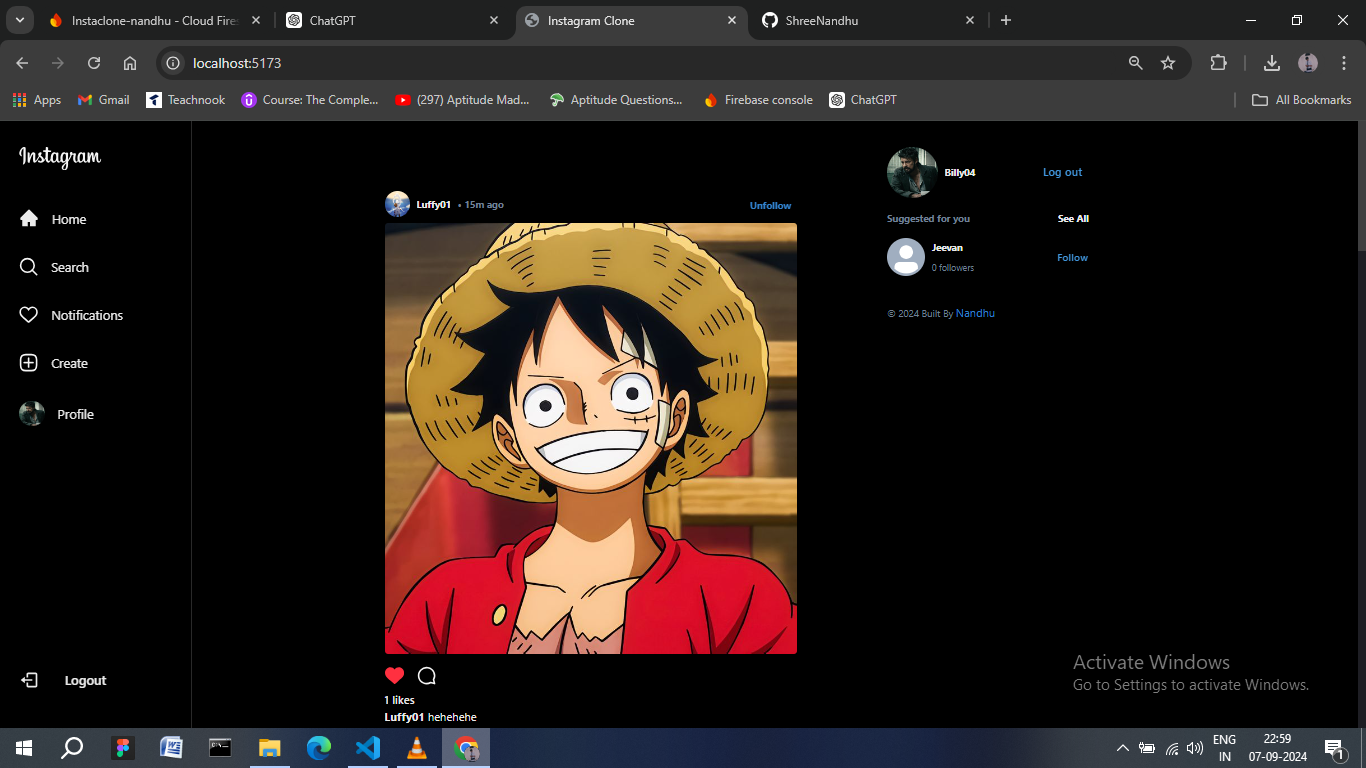 Instaclone-nandhu - Cloud Fire
ChatGPT
Instagram Clone
ShreeNandhu
localhost:5173
Apps
Gmail
Teachnook
Course: The Comple...
(297) Aptitude Mad...
Aptitude Questions...
Firebase console
ChatGPT
All Bookmarks
Instagram
Home
Search
Notifications
Create
Profile
Logout
Luffy01 • 15m ago
Unfollow
1 likes
Luffy01 hehehehe
Billy04
Log out
Suggested for you
See All
Jeevan
0 followers
Follow
© 2024 Built By Nandhu
Activate Windows
Go to Settings to activate Windows.
ENG
IN
22:59
07-09-2024
1